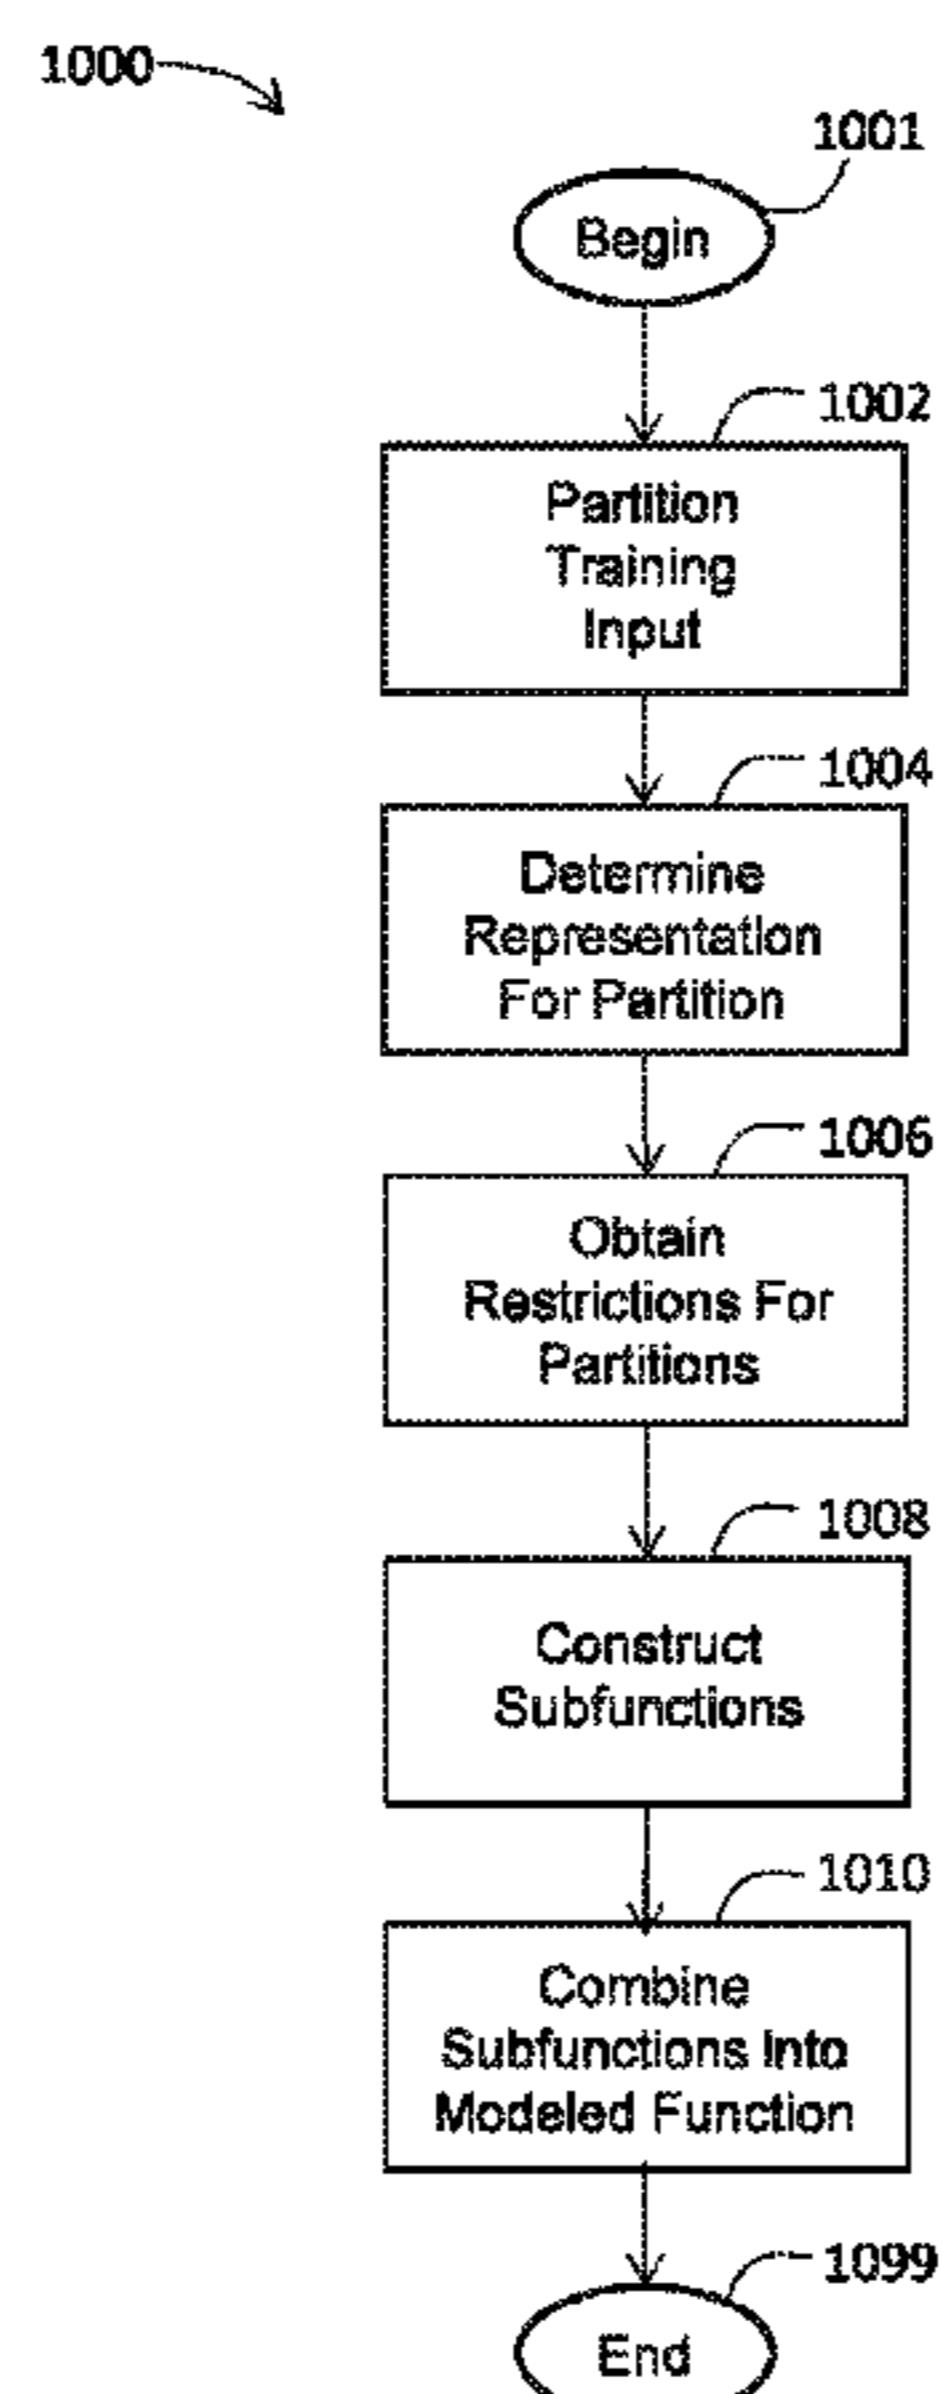 1000
1001
Begin
1002
Partition
Training
Input
1004
Determine
Representation
For Partition
1006
Obtain
Restrictions For
Partitions
1008
Construct
Subfunctions
1010
Combine
Subfunctions Into
Modeled Function
1099
End